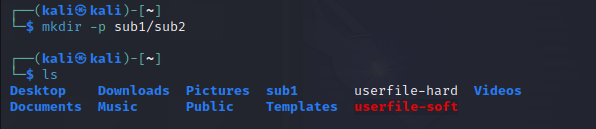 ┌──(kali㉿kali)-[~]
└─$ mkdir -p sub1/sub2
┌──(kali㉿kali)-[~]
└─$ ls
Desktop    Downloads  Pictures  sub1       userfile-hard  Videos
Documents  Music      Public    Templates  userfile-soft